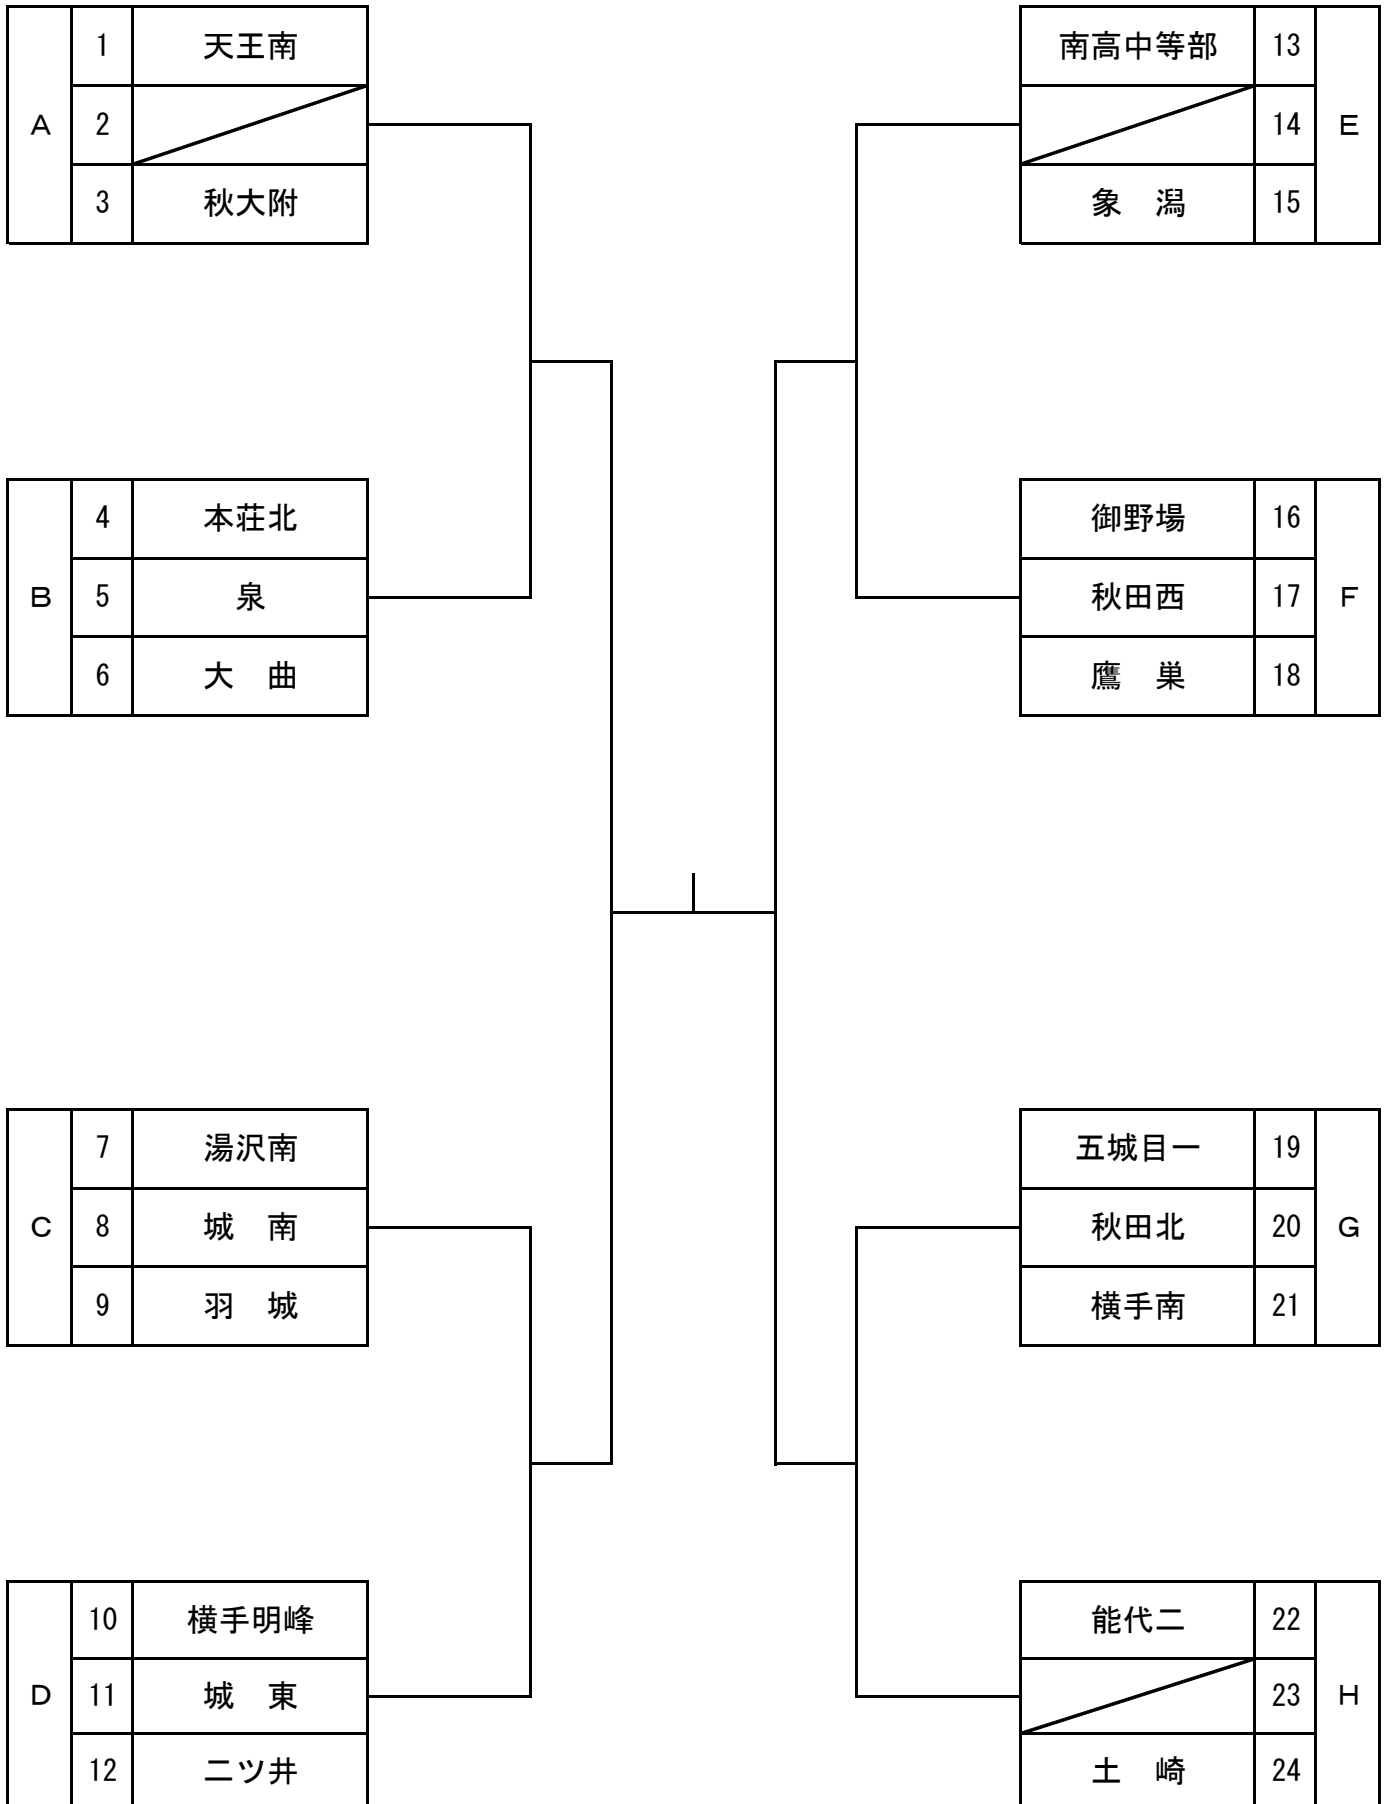 A
1 天王南
2
3 秋大附
B
4 本荘北
5 泉
6 大　曲
C
7 湯沢南
8 城　南
9 羽　城
D
10 横手明峰
11 城　東
12 二ツ井
南高中等部 13
14
象　潟 15
E
御野場 16
秋田西 17
鷹　巣 18
F
五城目一 19
秋田北 20
横手南 21
G
能代二 22
23
土　崎 24
H